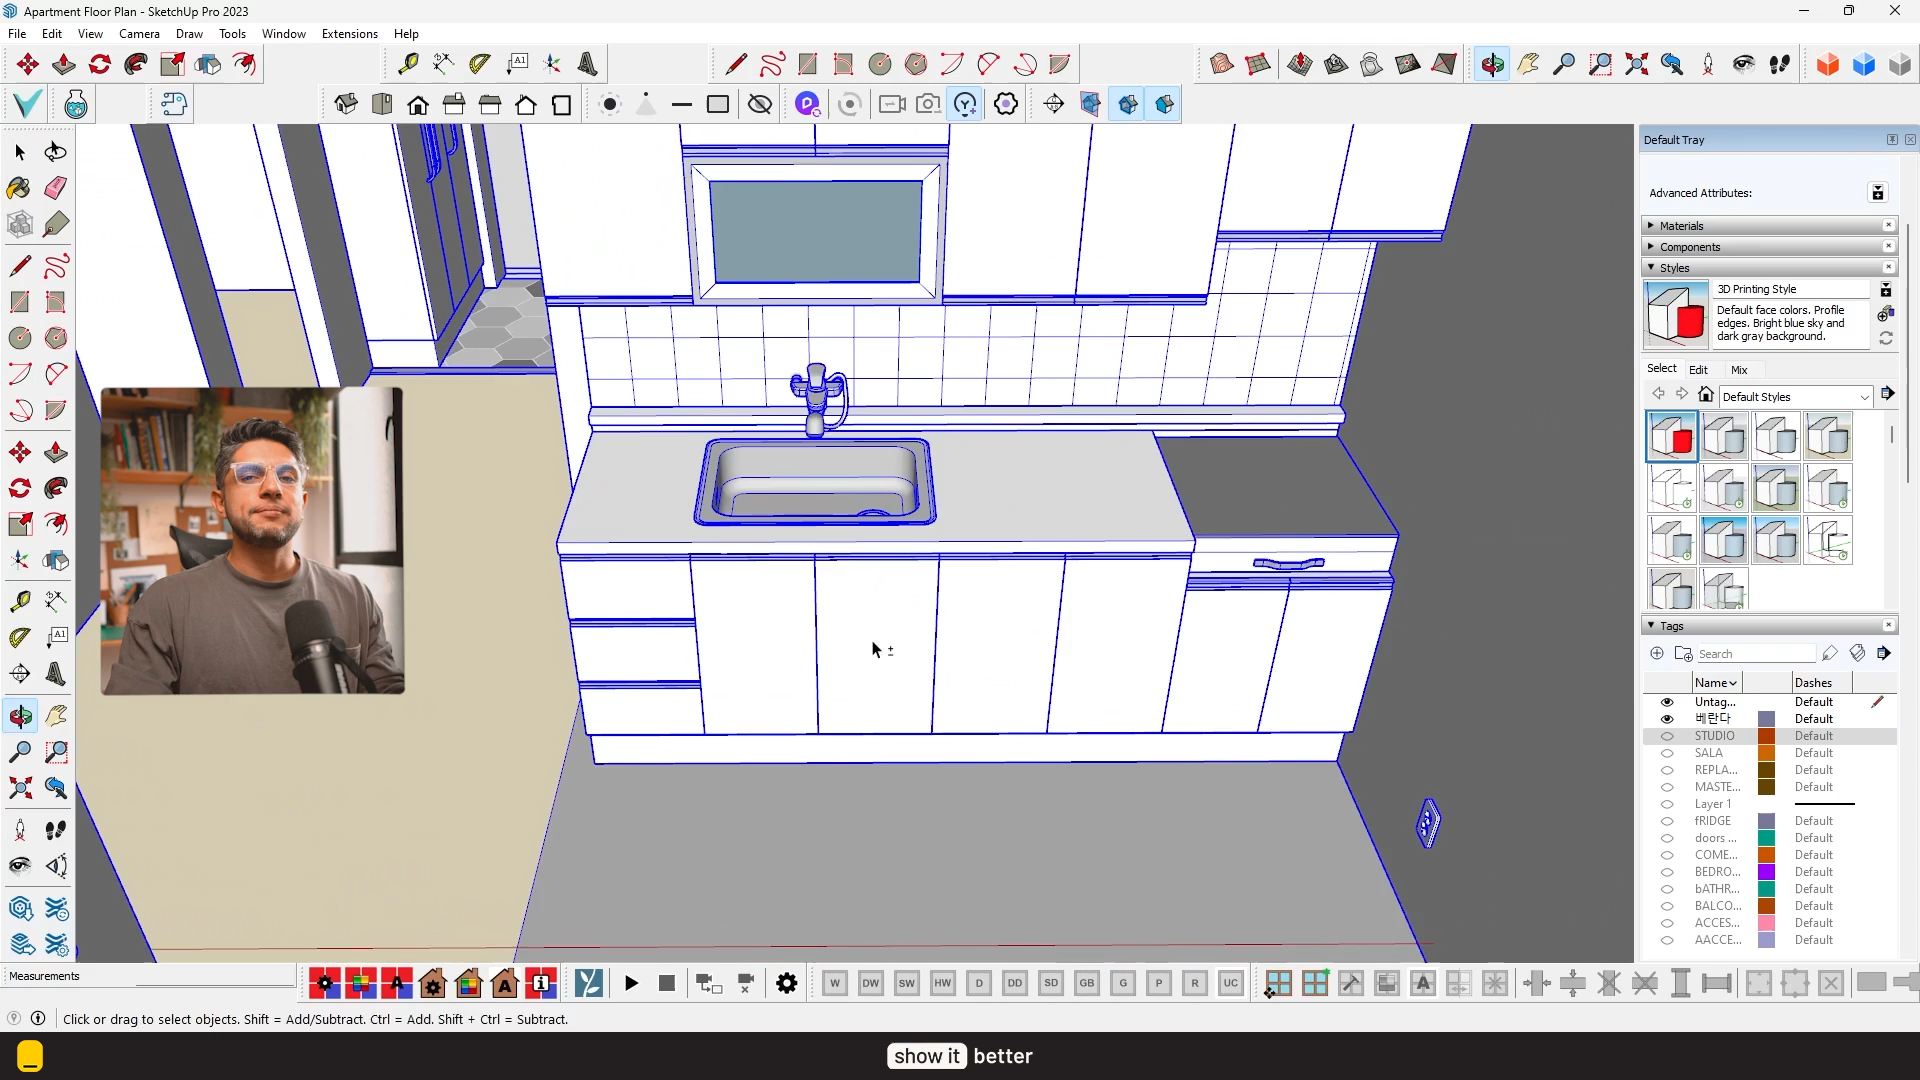 Apartment Floor Plan - SketchUp Pro 2023
File Edit View Camera Draw Tools Window Extensions Help
Default Tray
Advanced Attributes:
Materials
Components
Styles
3D Printing Style
Default face colors. Profile
edges. Bright blue sky and
dark gray background.
Select Edit Mix
Default Styles
Tags
Search
Name Dashes
Untag... Default
베란다 Default
STUDIO Default
SALA Default
REPLA... Default
MASTE... Default
Layer 1
fRIDGE Default
doors ... Default
COME... Default
BEDRO... Default
bATHR... Default
BALCO... Default
ACCES... Default
AACCE... Default
Measurements
W DW SW HW D DD SD GB G P R UC
Click or drag to select objects. Shift = Add/Subtract. Ctrl = Add. Shift + Ctrl = Subtract.
show it better